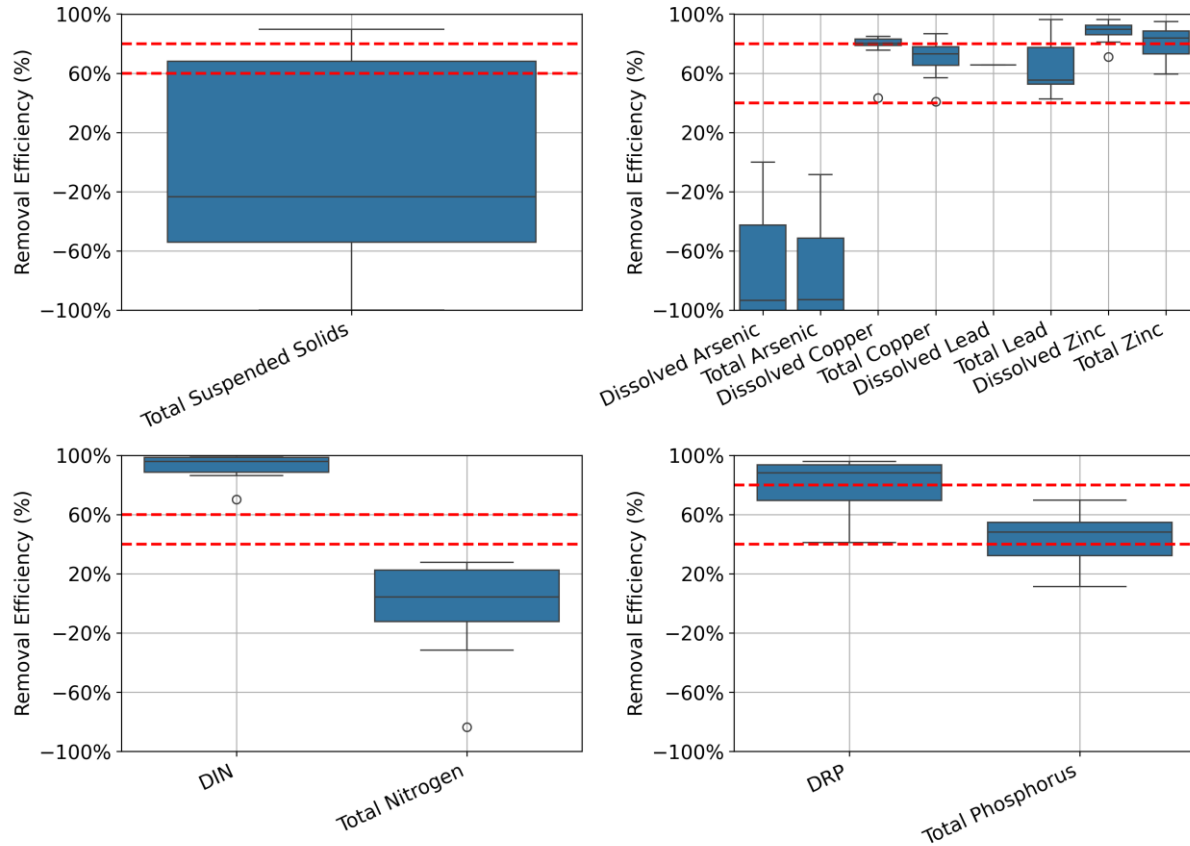 Removal Efficiency (%)
100%
60%
20%
−20%
−60%
−100%
Total Suspended Solids
Removal Efficiency (%)
100%
60%
20%
−20%
−60%
−100%
Dissolved Arsenic
Total Arsenic
Dissolved Copper
Total Copper
Dissolved Lead
Total Lead
Dissolved Zinc
Total Zinc
Removal Efficiency (%)
100%
60%
20%
−20%
−60%
−100%
DIN
Total Nitrogen
Removal Efficiency (%)
100%
60%
20%
−20%
−60%
−100%
DRP
Total Phosphorus